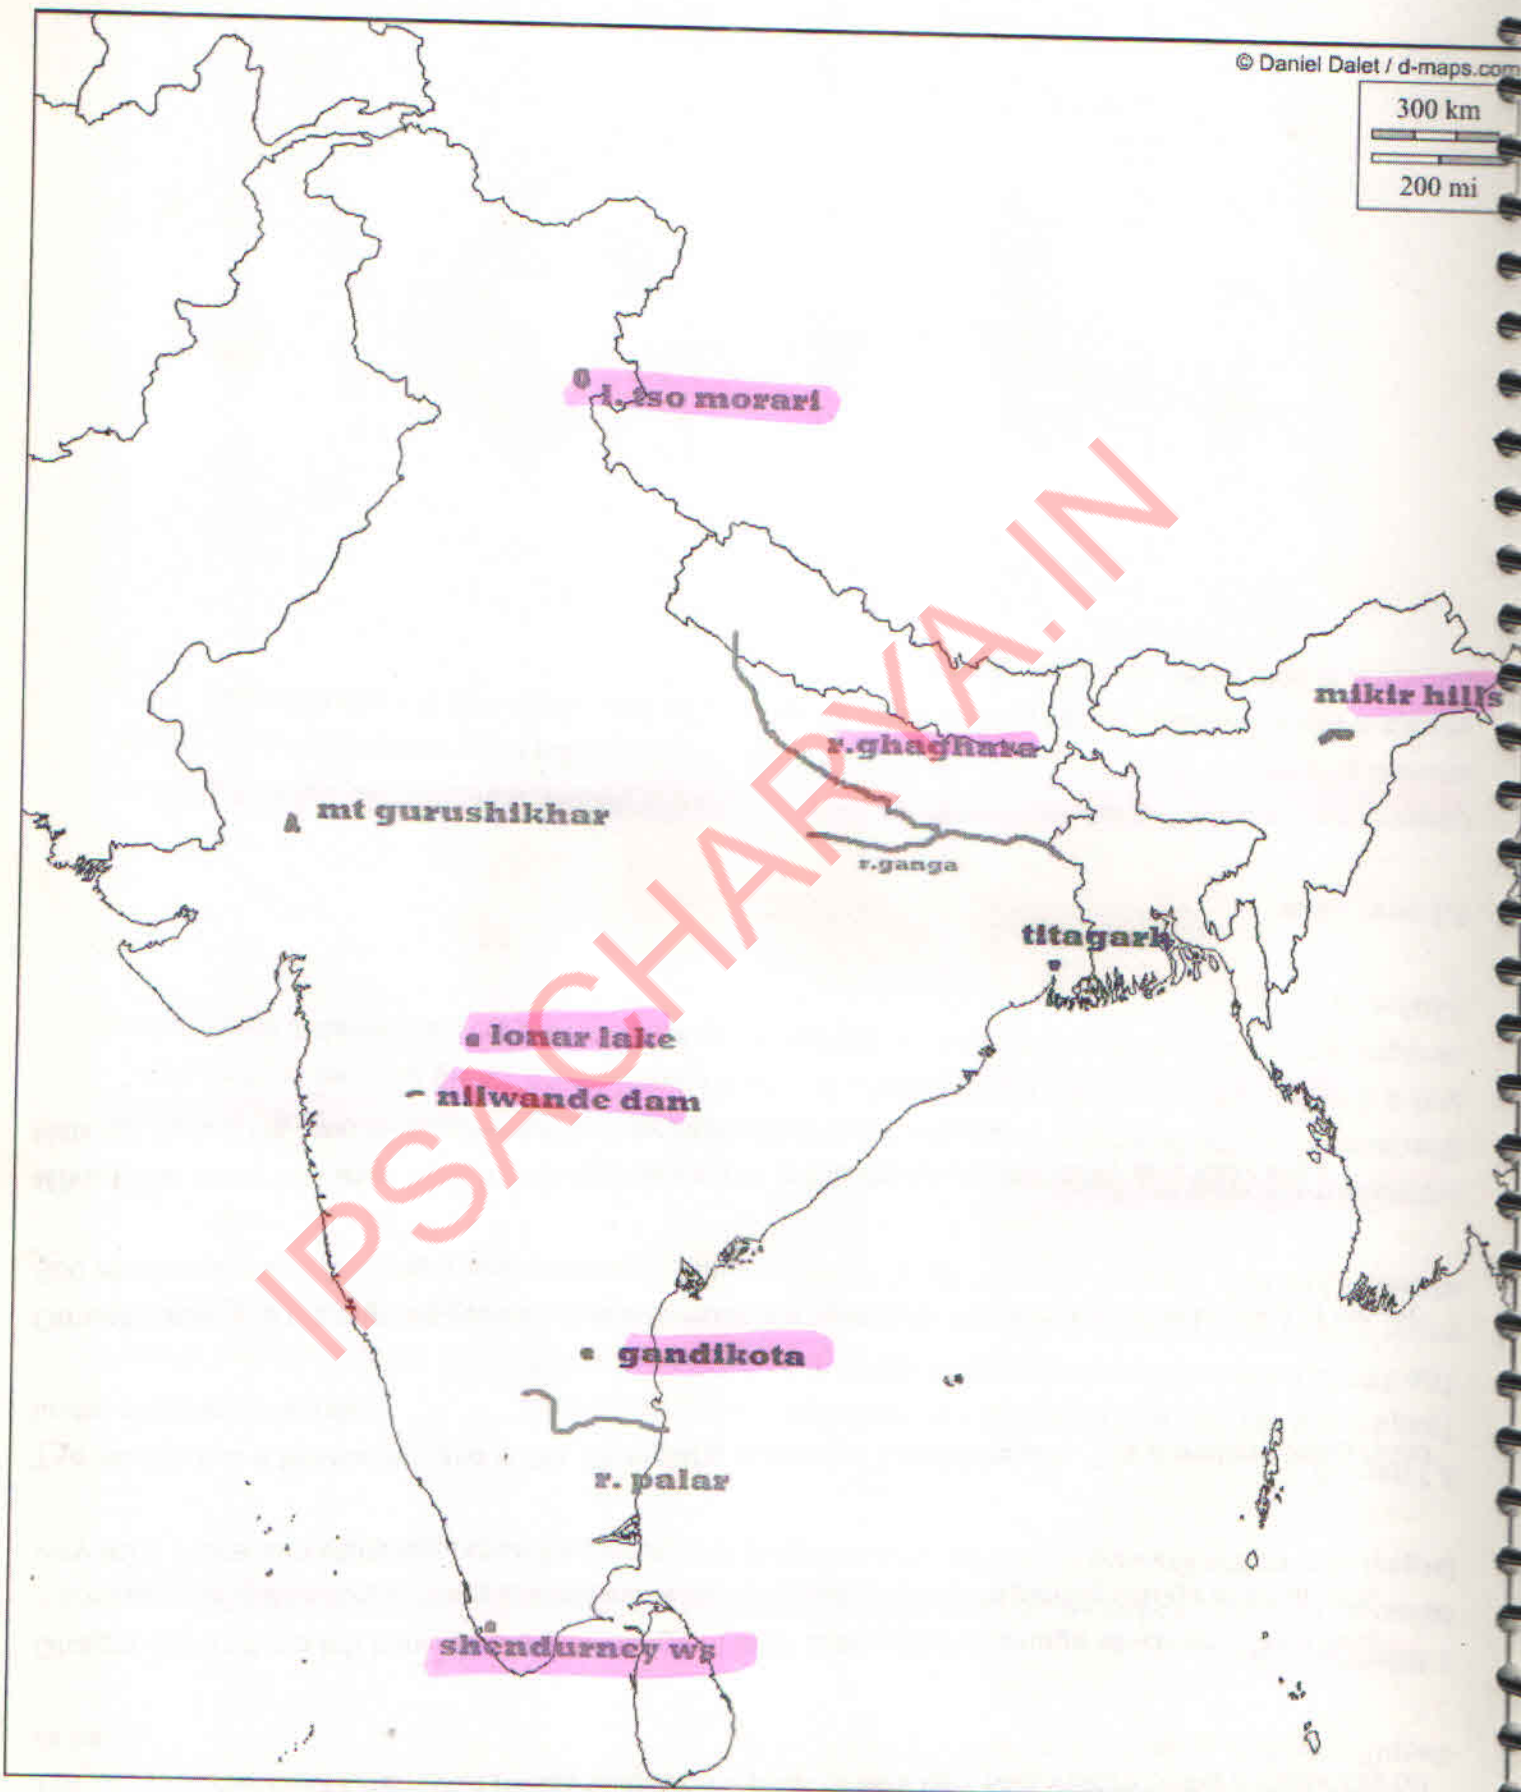 © Daniel Dalet / d-maps.com
300 km
200 mi
l. tso morari
mikir hills
r.ghaghara
mt gurushikhar
r.ganga
titagarh
lonar lake
nilwande dam
gandikota
r. palar
shendurney ws
IPSACHARYA.IN